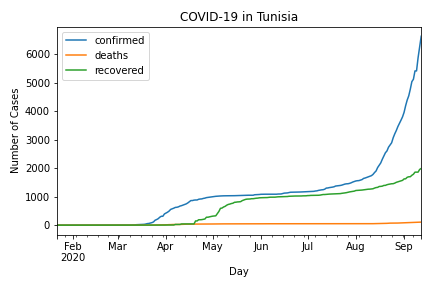 COVID-19 in Tunisia
confirmed
deaths
recovered
Number of Cases
6000
5000
4000
3000
2000
1000
0
Feb Mar Apr May Jun Jul Aug Sep
2020
Day